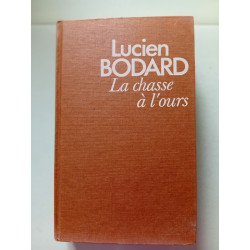 Lucien
BODARD
La chasse
à l'ours